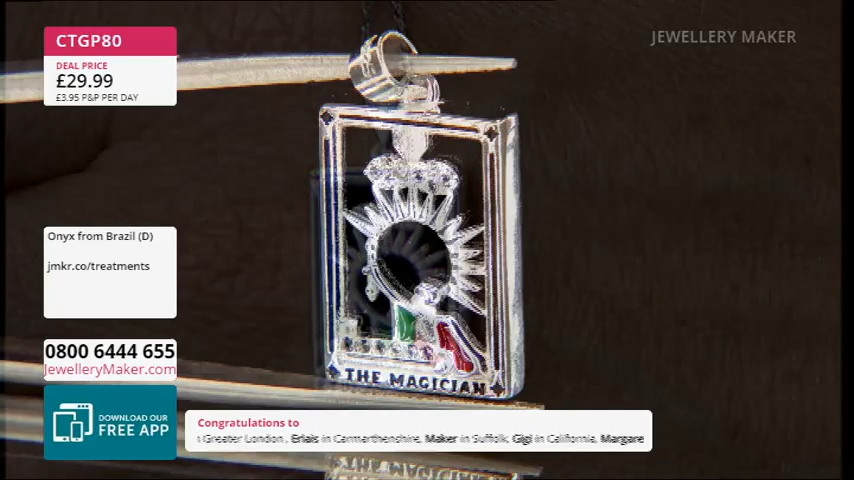 CTGP80
DEAL PRICE
£29.99
£3.95 P&P PER DAY
JEWELLERY MAKER
Onyx from Brazil (D)
jmkr.co/treatments
0800 6444 655
JewelleryMaker.com
DOWNLOAD OUR
FREE APP
THE MAGICIAN
Congratulations to
Greater London , Erlais in Carmarthenshire, Maker in Suffolk, Gigi in California, Margare